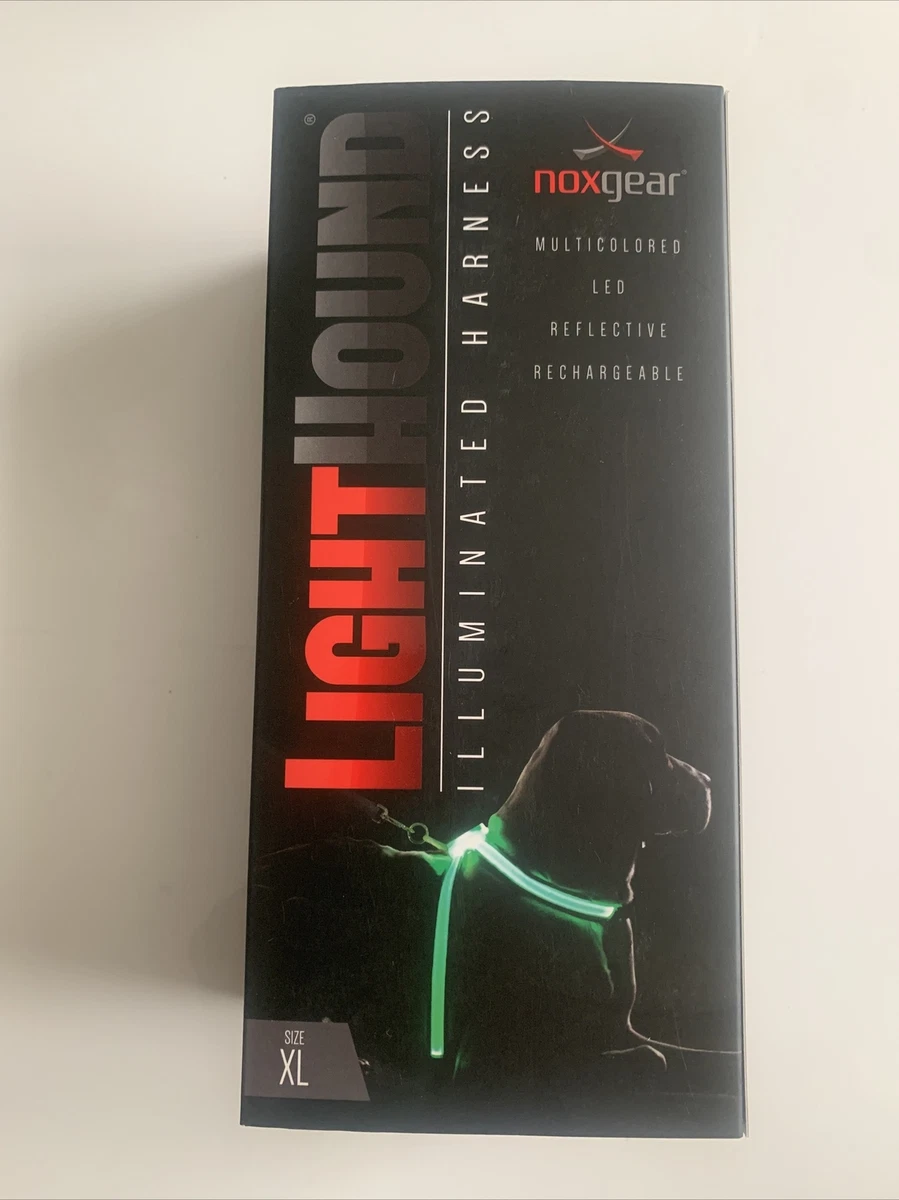 LIGHTHOUND®
ILLUMINATED HARNESS
noxgear®
MULTICOLORED
LED
REFLECTIVE
RECHARGEABLE
SIZE
XL